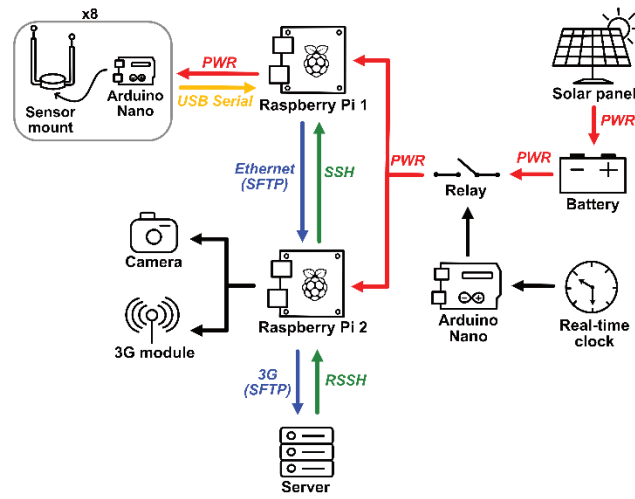 x8
Sensor
mount
Arduino
Nano
PWR
USB Serial
Raspberry Pi 1
Solar panel
PWR
Battery
PWR
Relay
PWR
Ethernet
(SFTP)
SSH
Camera
3G module
Raspberry Pi 2
Arduino
Nano
Real-time
clock
3G
(SFTP)
RSSH
Server